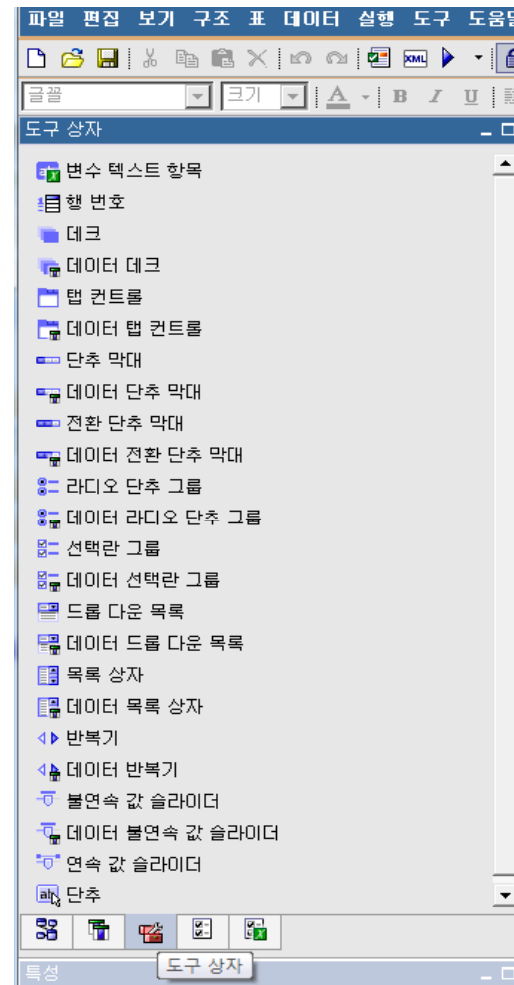 파일 편집 보기 구조 표 데이터 실행 도구 도움말
XML
글꼴 크기 A B I U
도구 상자
변수 텍스트 항목
행 번호
데크
데이터 데크
탭 컨트롤
데이터 탭 컨트롤
단추 막대
데이터 단추 막대
전환 단추 막대
데이터 전환 단추 막대
라디오 단추 그룹
데이터 라디오 단추 그룹
선택란 그룹
데이터 선택란 그룹
드롭 다운 목록
데이터 드롭 다운 목록
목록 상자
데이터 목록 상자
반복기
데이터 반복기
불연속 값 슬라이더
데이터 불연속 값 슬라이더
연속 값 슬라이더
단추
도구 상자
특성